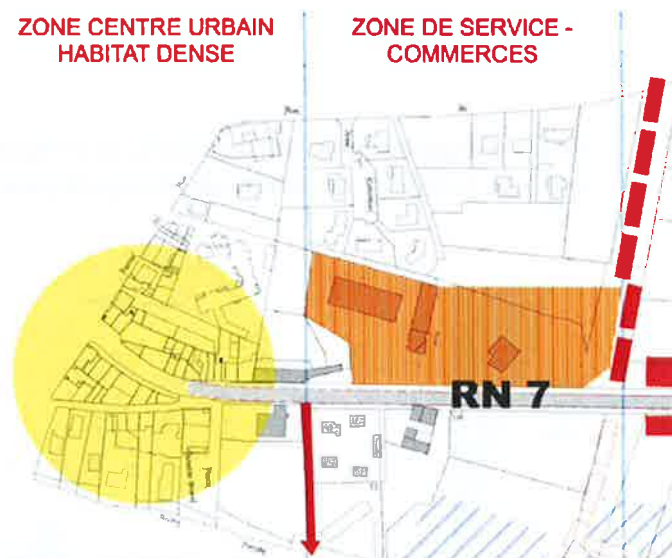 ZONE CENTRE URBAIN
HABITAT DENSE
ZONE DE SERVICE -
COMMERCES
RN 7